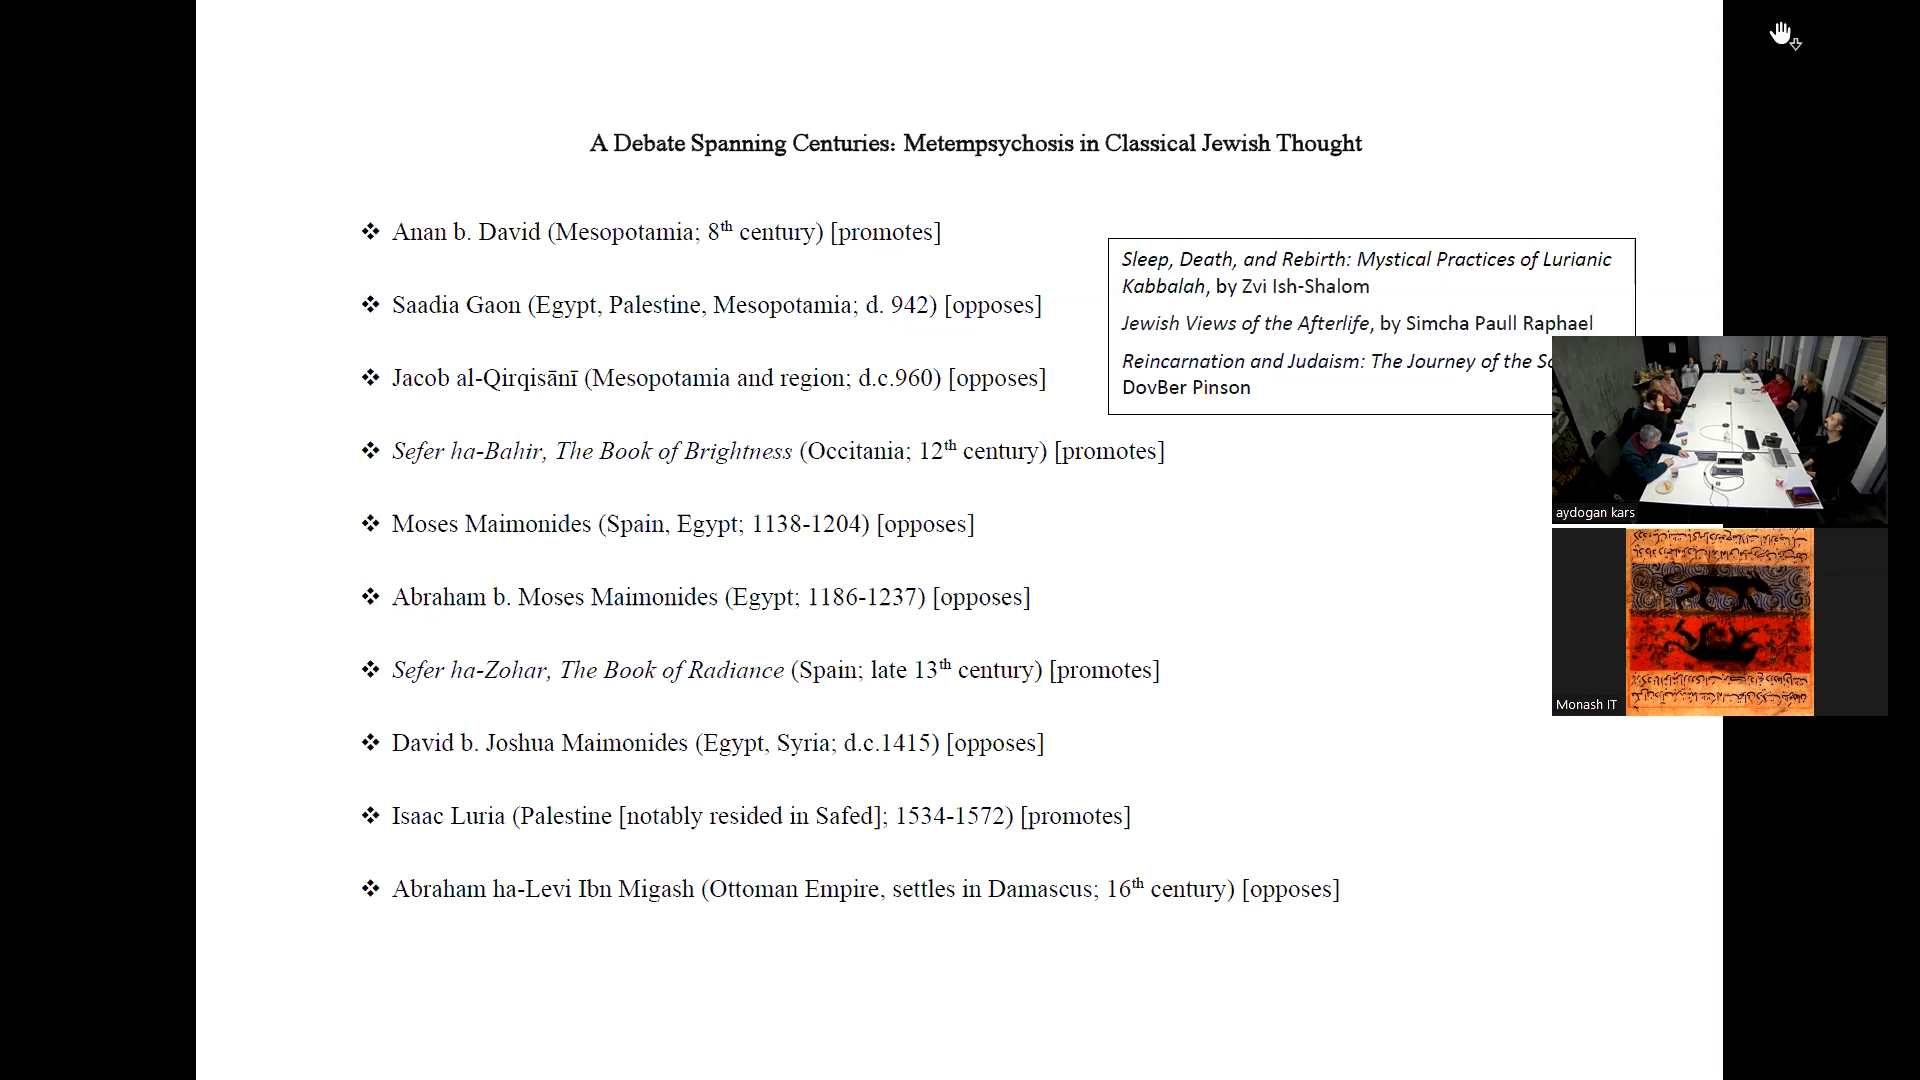 A Debate Spanning Centuries: Metempsychosis in Classical Jewish Thought
❖ Anan b. David (Mesopotamia; 8th century) [promotes]
❖ Saadia Gaon (Egypt, Palestine, Mesopotamia; d. 942) [opposes]
❖ Jacob al-Qirqisānī (Mesopotamia and region; d.c.960) [opposes]
❖ Sefer ha-Bahir, The Book of Brightness (Occitania; 12th century) [promotes]
❖ Moses Maimonides (Spain, Egypt; 1138-1204) [opposes]
❖ Abraham b. Moses Maimonides (Egypt; 1186-1237) [opposes]
❖ Sefer ha-Zohar, The Book of Radiance (Spain; late 13th century) [promotes]
❖ David b. Joshua Maimonides (Egypt, Syria; d.c.1415) [opposes]
❖ Isaac Luria (Palestine [notably resided in Safed]; 1534-1572) [promotes]
❖ Abraham ha-Levi Ibn Migash (Ottoman Empire, settles in Damascus; 16th century) [opposes]
Sleep, Death, and Rebirth: Mystical Practices of Lurianic
Kabbalah, by Zvi Ish-Shalom
Jewish Views of the Afterlife, by Simcha Paull Raphael
Reincarnation and Judaism: The Journey of the
DovBer Pinson
aydogan kars
Monash IT